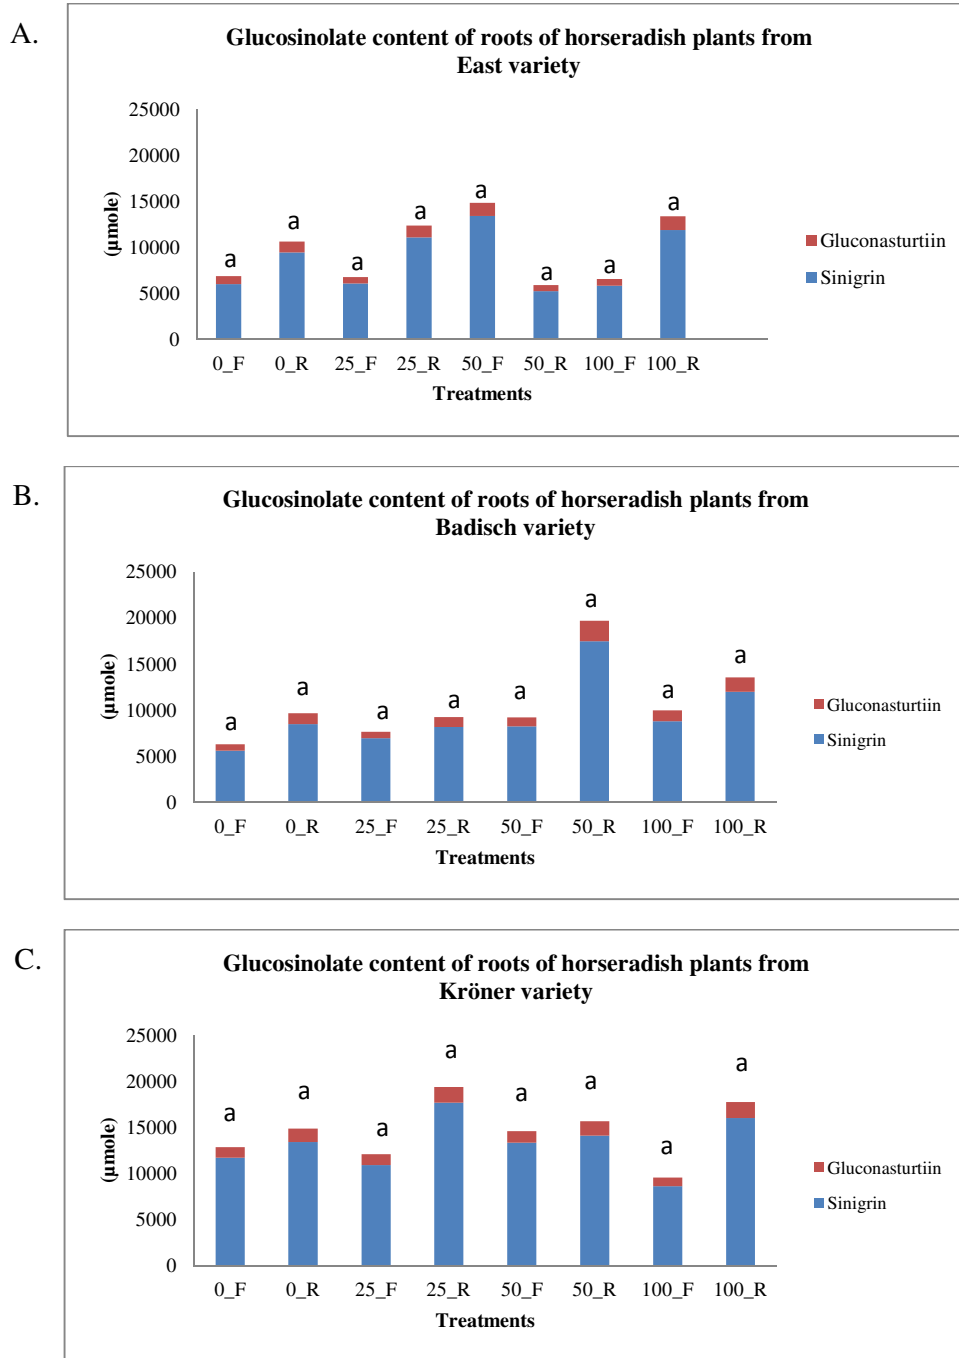 A.
Glucosinolate content of roots of horseradish plants from
East variety
25000
20000
15000
10000
5000
0
(µmole)
a
a
a
a
a
a
a
a
0_F 0_R 25_F 25_R 50_F 50_R 100_F 100_R
Treatments
Gluconasturtiin
Sinigrin
B.
Glucosinolate content of roots of horseradish plants from
Badisch variety
25000
20000
15000
10000
5000
0
(µmole)
a
a
a
a
a
a
a
a
0_F 0_R 25_F 25_R 50_F 50_R 100_F 100_R
Treatments
Gluconasturtiin
Sinigrin
C.
Glucosinolate content of roots of horseradish plants from
Kröner variety
25000
20000
15000
10000
5000
0
(µmole)
a
a
a
a
a
a
a
a
0_F 0_R 25_F 25_R 50_F 50_R 100_F 100_R
Treatments
Gluconasturtiin
Sinigrin